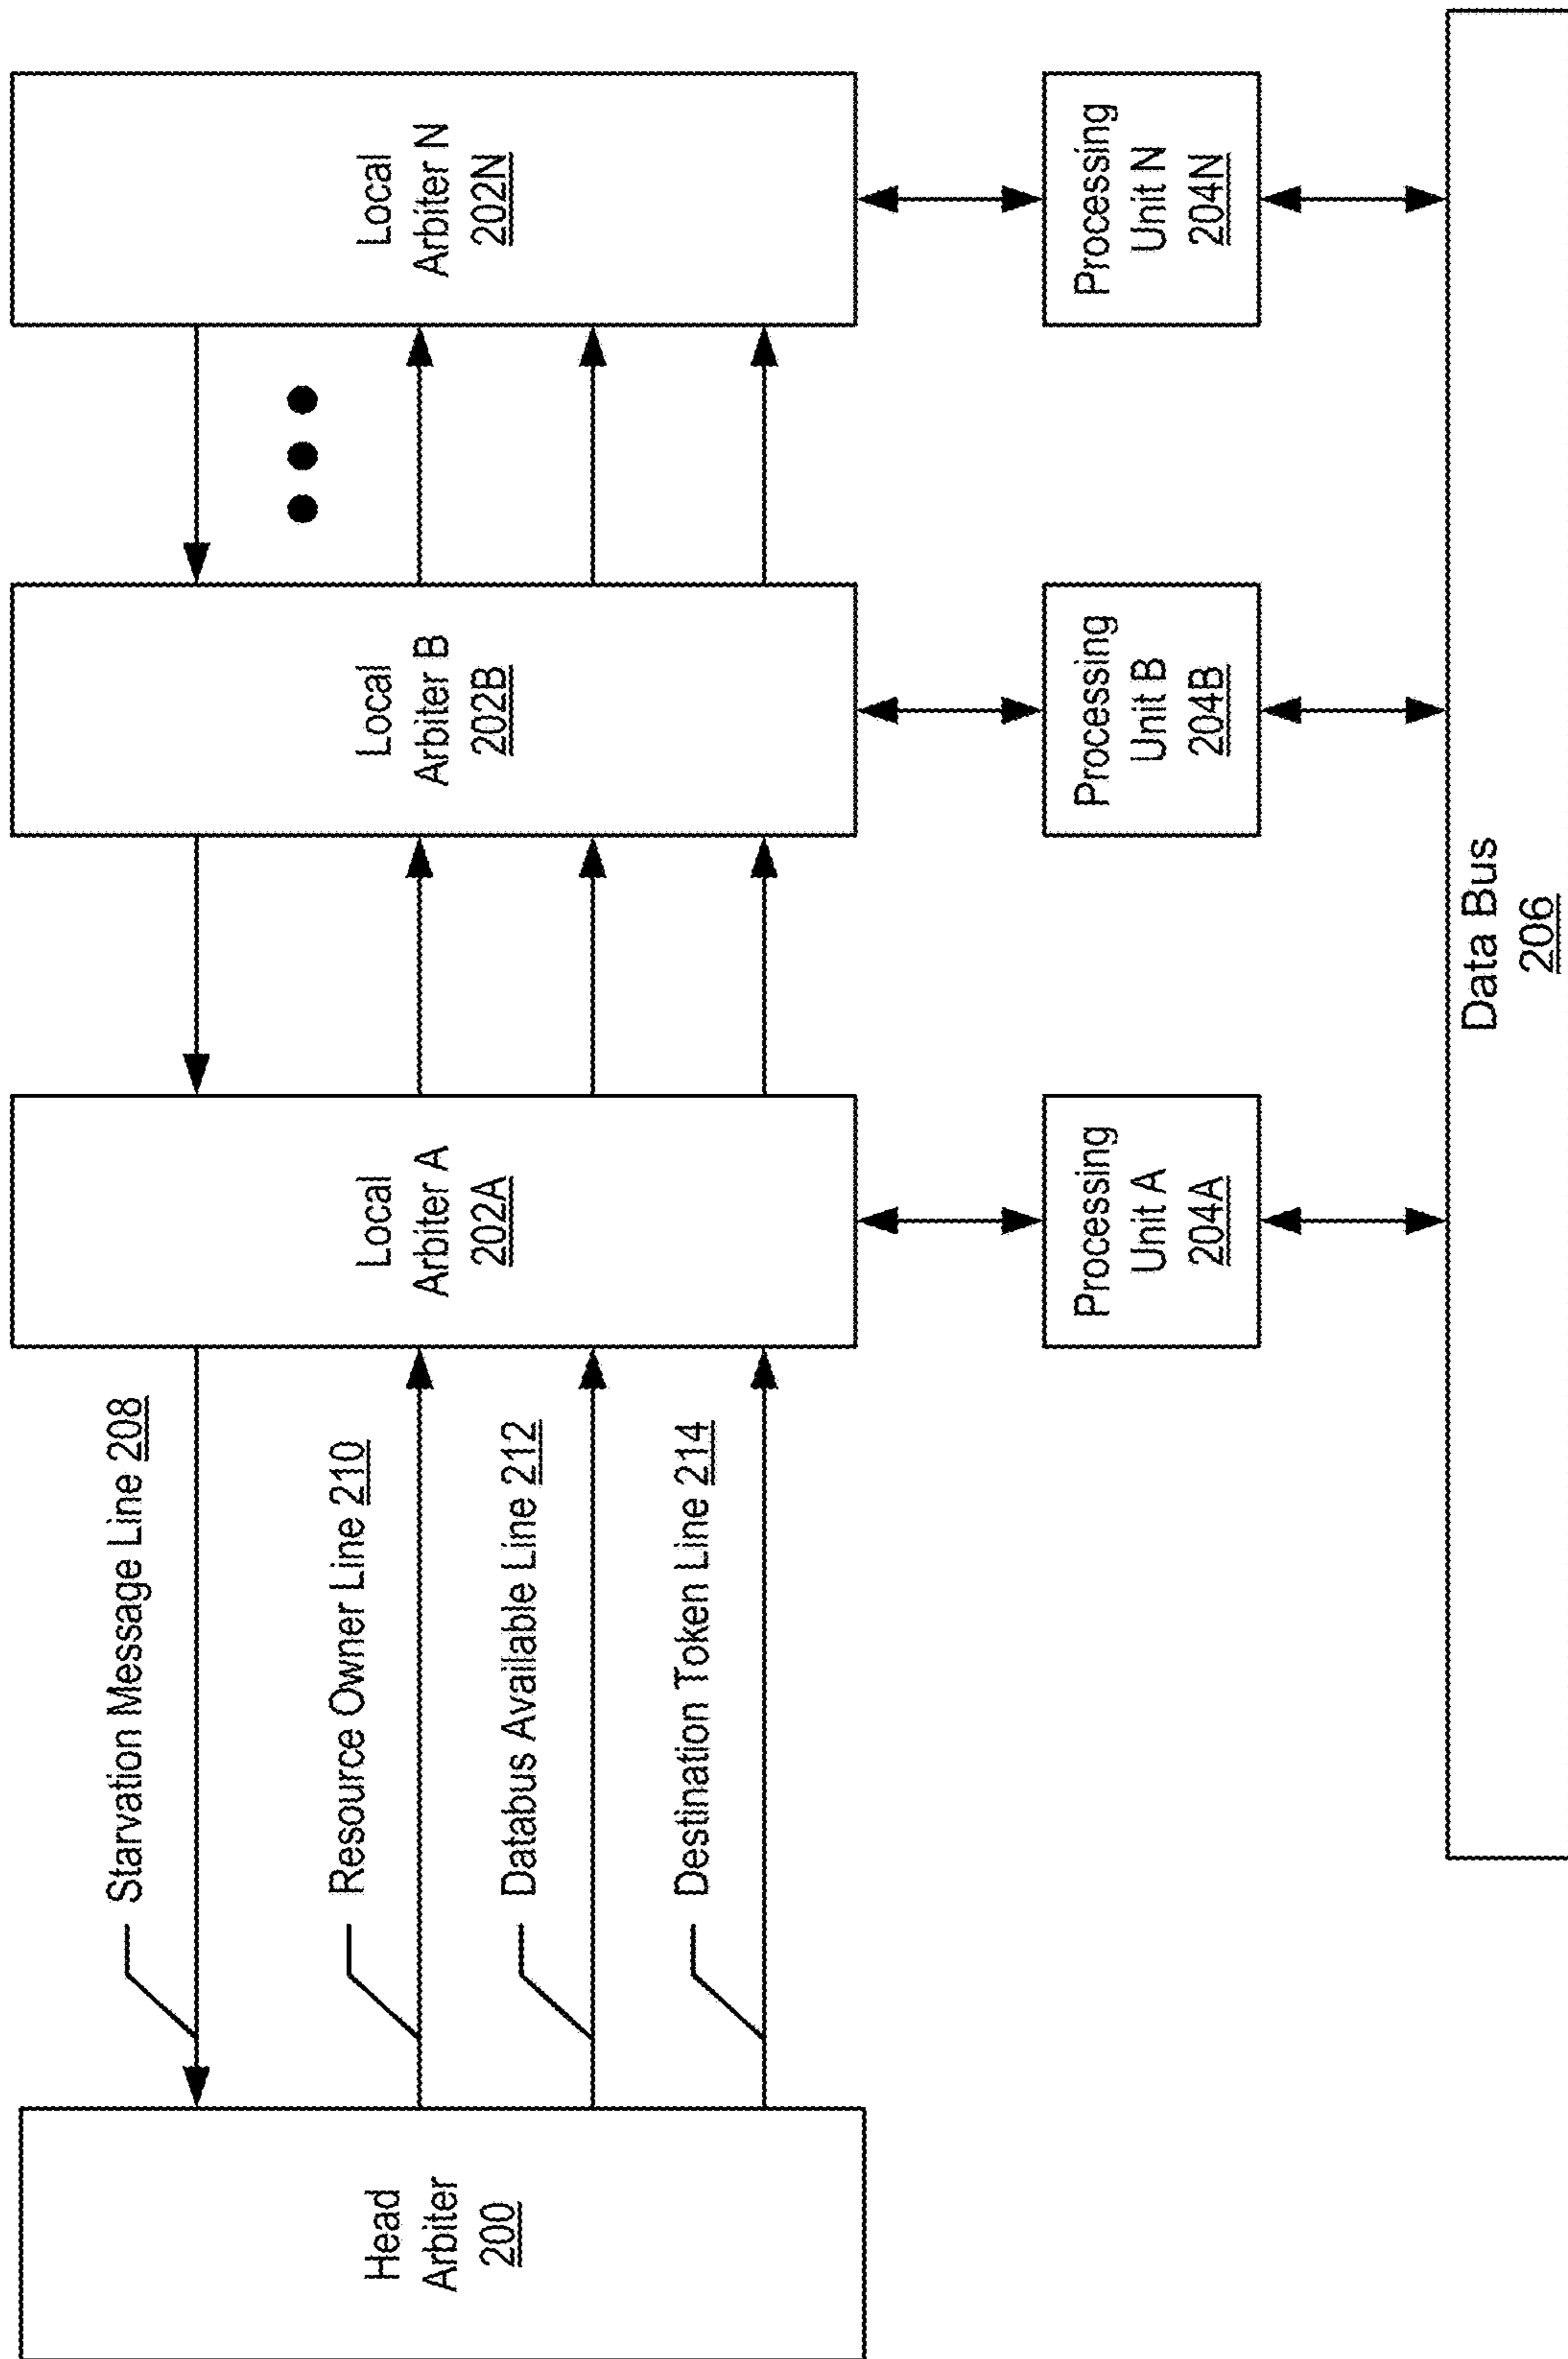 Head
Arbiter
200
Starvation Message Line 208
Resource Owner Line 210
Databus Available Line 212
Destination Token Line 214
Local
Arbiter A
202A
Local
Arbiter B
202B
Local
Arbiter N
202N
Processing
Unit A
204A
Processing
Unit B
204B
Processing
Unit N
204N
Data Bus
206